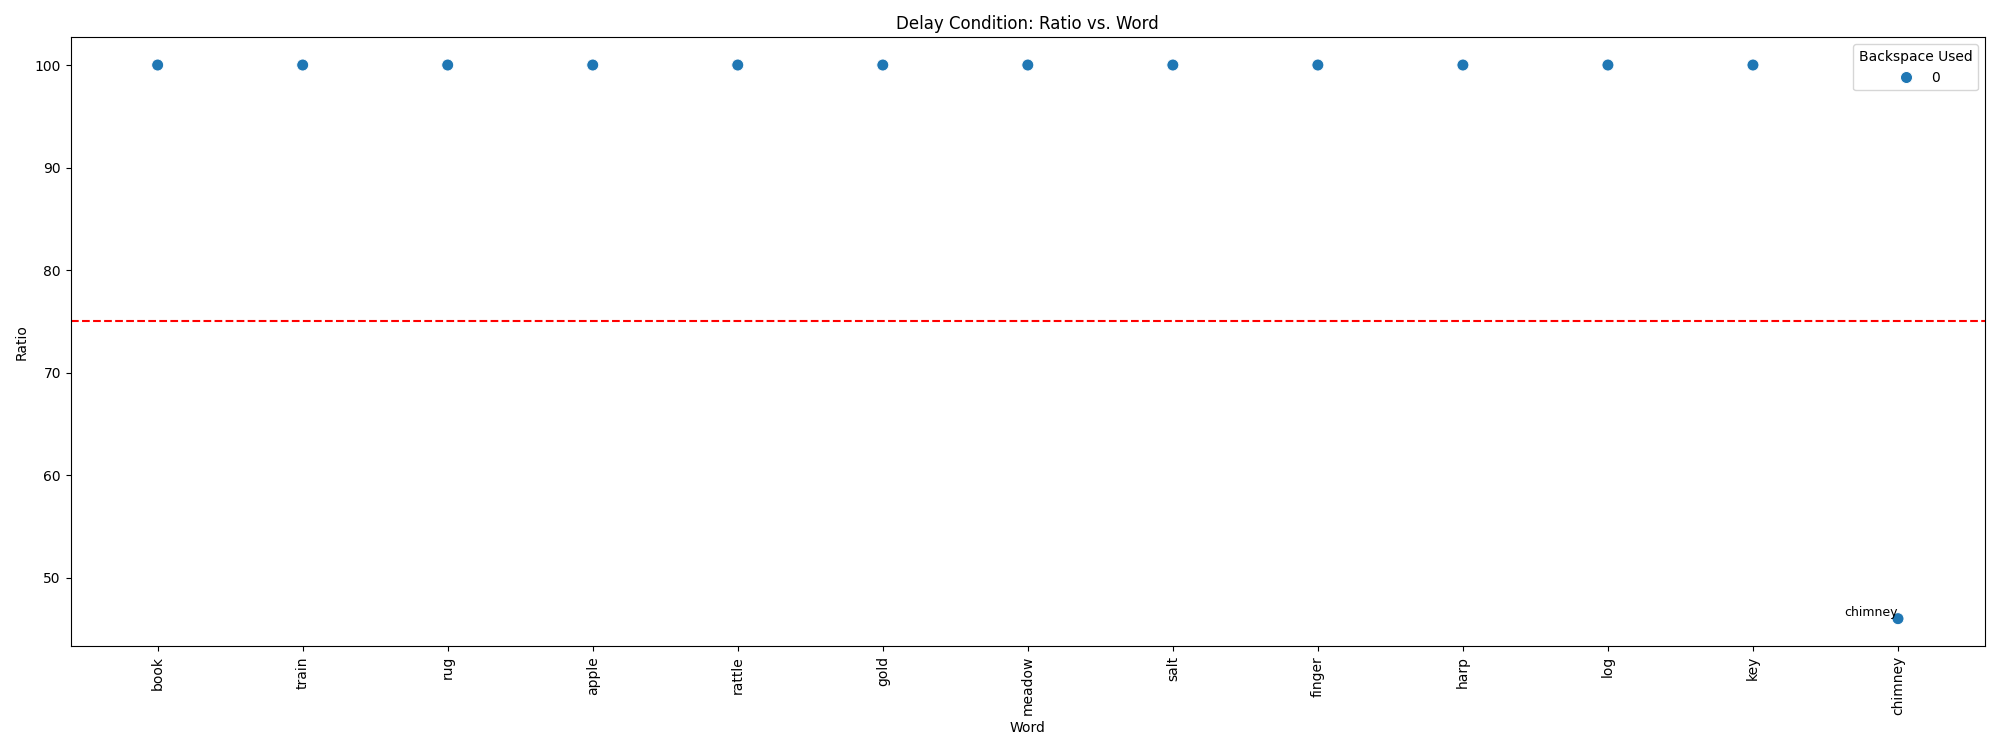 Delay Condition: Ratio vs. Word
Backspace Used
0
100
90
80
70
60
50
Ratio
chimney
book
train
rug
apple
rattle
gold
meadow
salt
finger
harp
log
key
chimney
Word